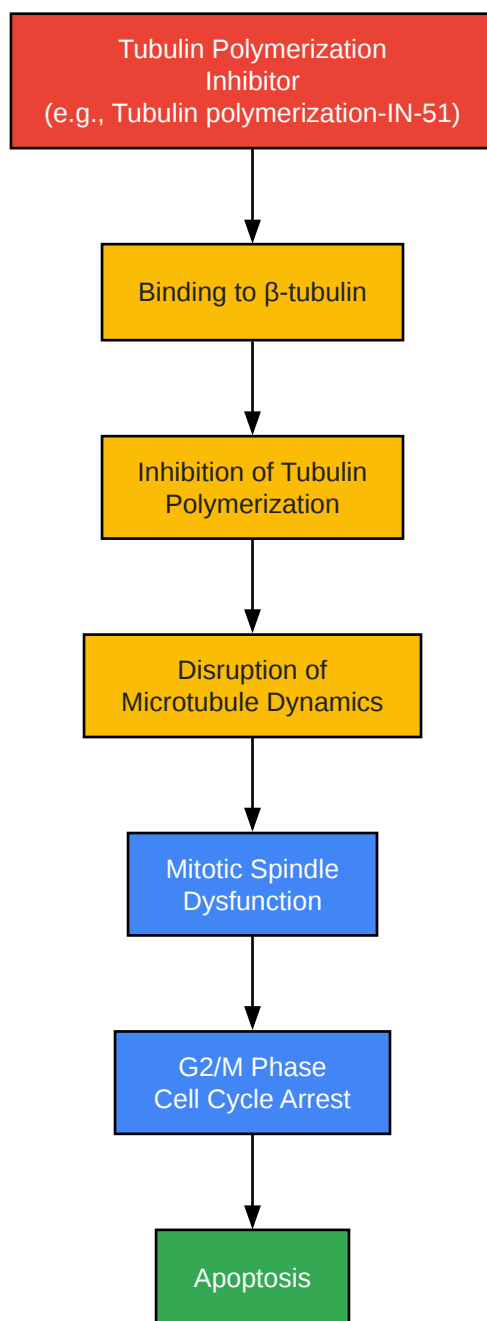 Tubulin Polymerization
Inhibitor
(e.g., Tubulin polymerization-IN-51)
Binding to β-tubulin
Inhibition of Tubulin
Polymerization
Disruption of
Microtubule Dynamics
Mitotic Spindle
Dysfunction
G2/M Phase
Cell Cycle Arrest
Apoptosis